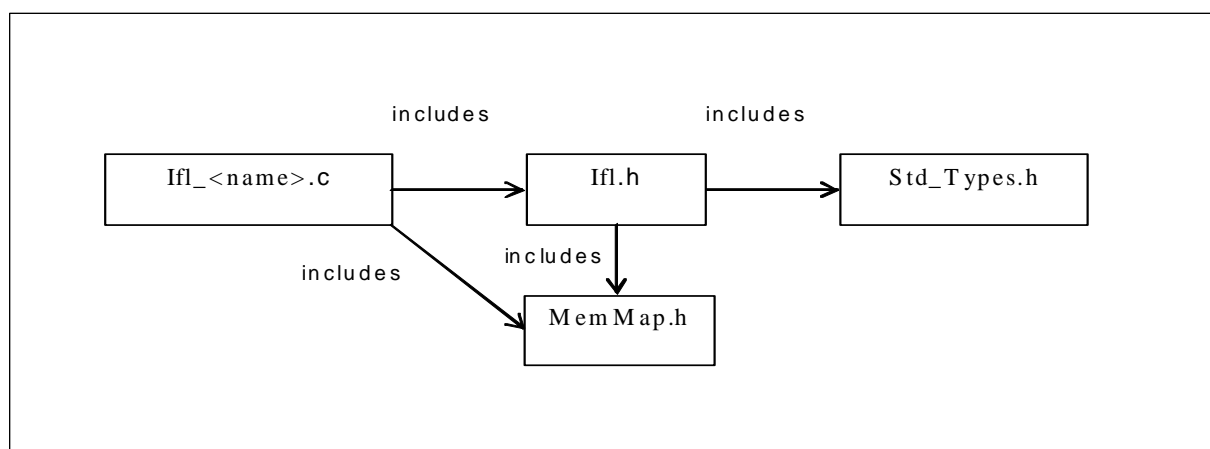 includes
includes
Ifl_<name>.c
Ifl.h
Std_Types.h
includes
includes
MemMap.h